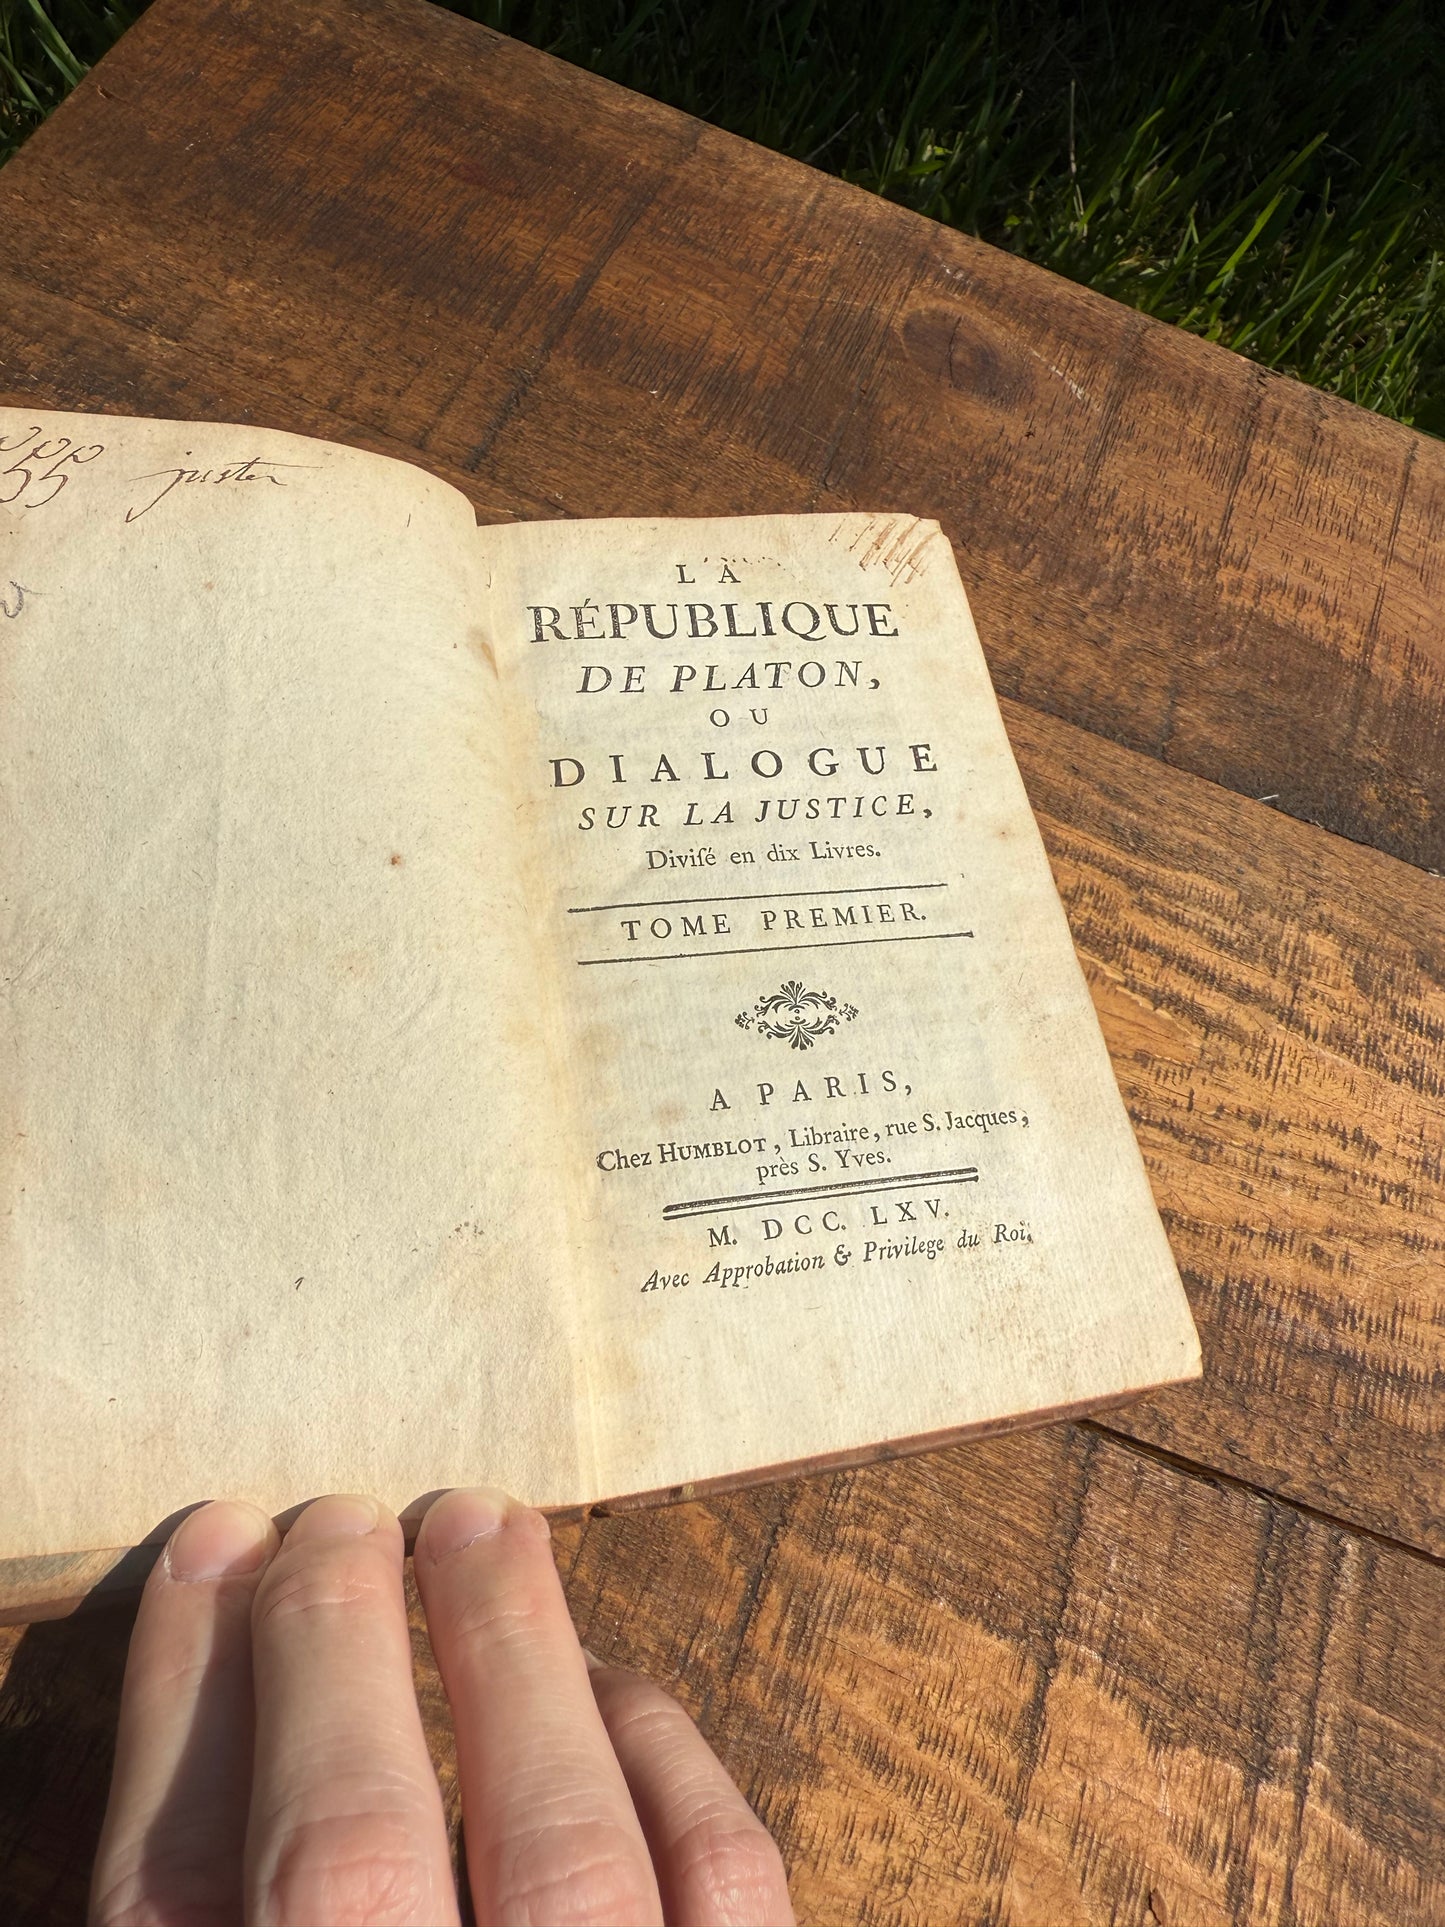 juster
LA
RÉPUBLIQUE
DE PLATON,
OU
DIALOGUE
SUR LA JUSTICE,
Diviſé en dix Livres.
TOME PREMIER.
A PARIS,
Chez HUMBLOT, Libraire, rue S. Jacques,
près S. Yves.
M. DCC. LXV.
Avec Approbation & Privilege du Roi.